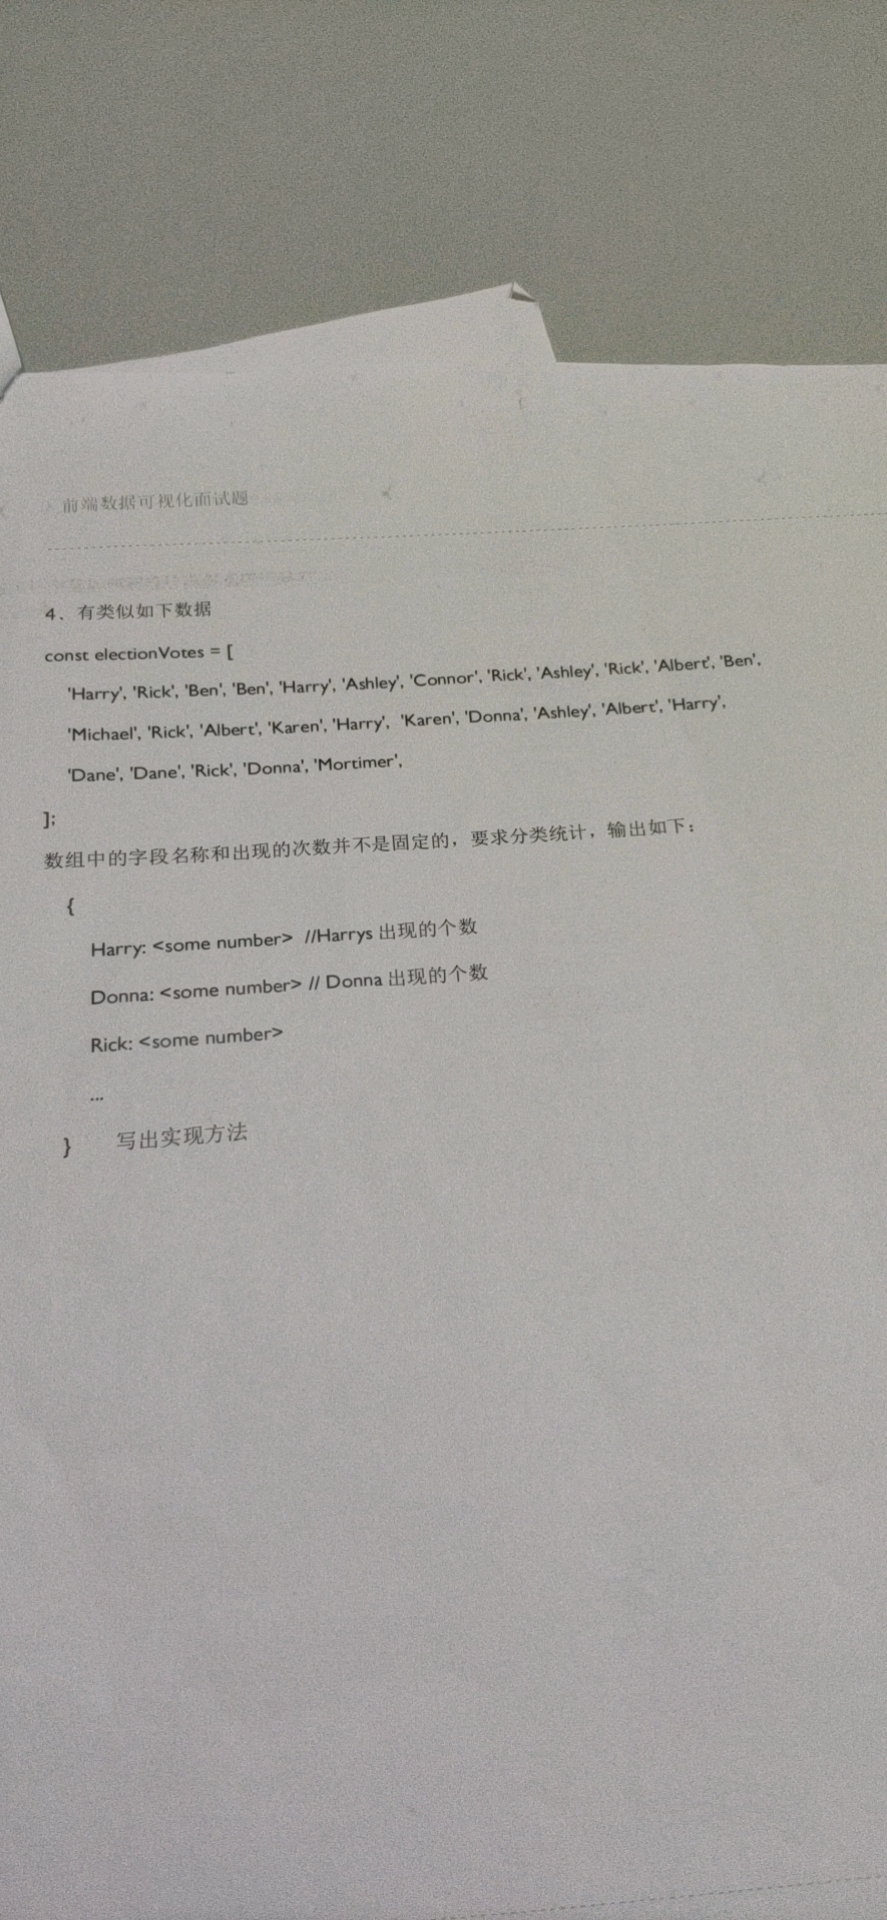 前端数据可视化面试题
4、有类似如下数据
const electionVotes = [
'Harry', 'Rick', 'Ben', 'Ben', 'Harry', 'Ashley', 'Connor', 'Rick', 'Ashley', 'Rick', 'Albert', 'Ben',
'Michael', 'Rick', 'Albert', 'Karen', 'Harry', 'Karen', 'Donna', 'Ashley', 'Albert', 'Harry',
'Dane', 'Dane', 'Rick', 'Donna', 'Mortimer',
];
数组中的字段名称和出现的次数并不是固定的，要求分类统计，输出如下：
{
Harry: <some number> //Harrys 出现的个数
Donna: <some number> // Donna 出现的个数
Rick: <some number>
...
} 写出实现方法